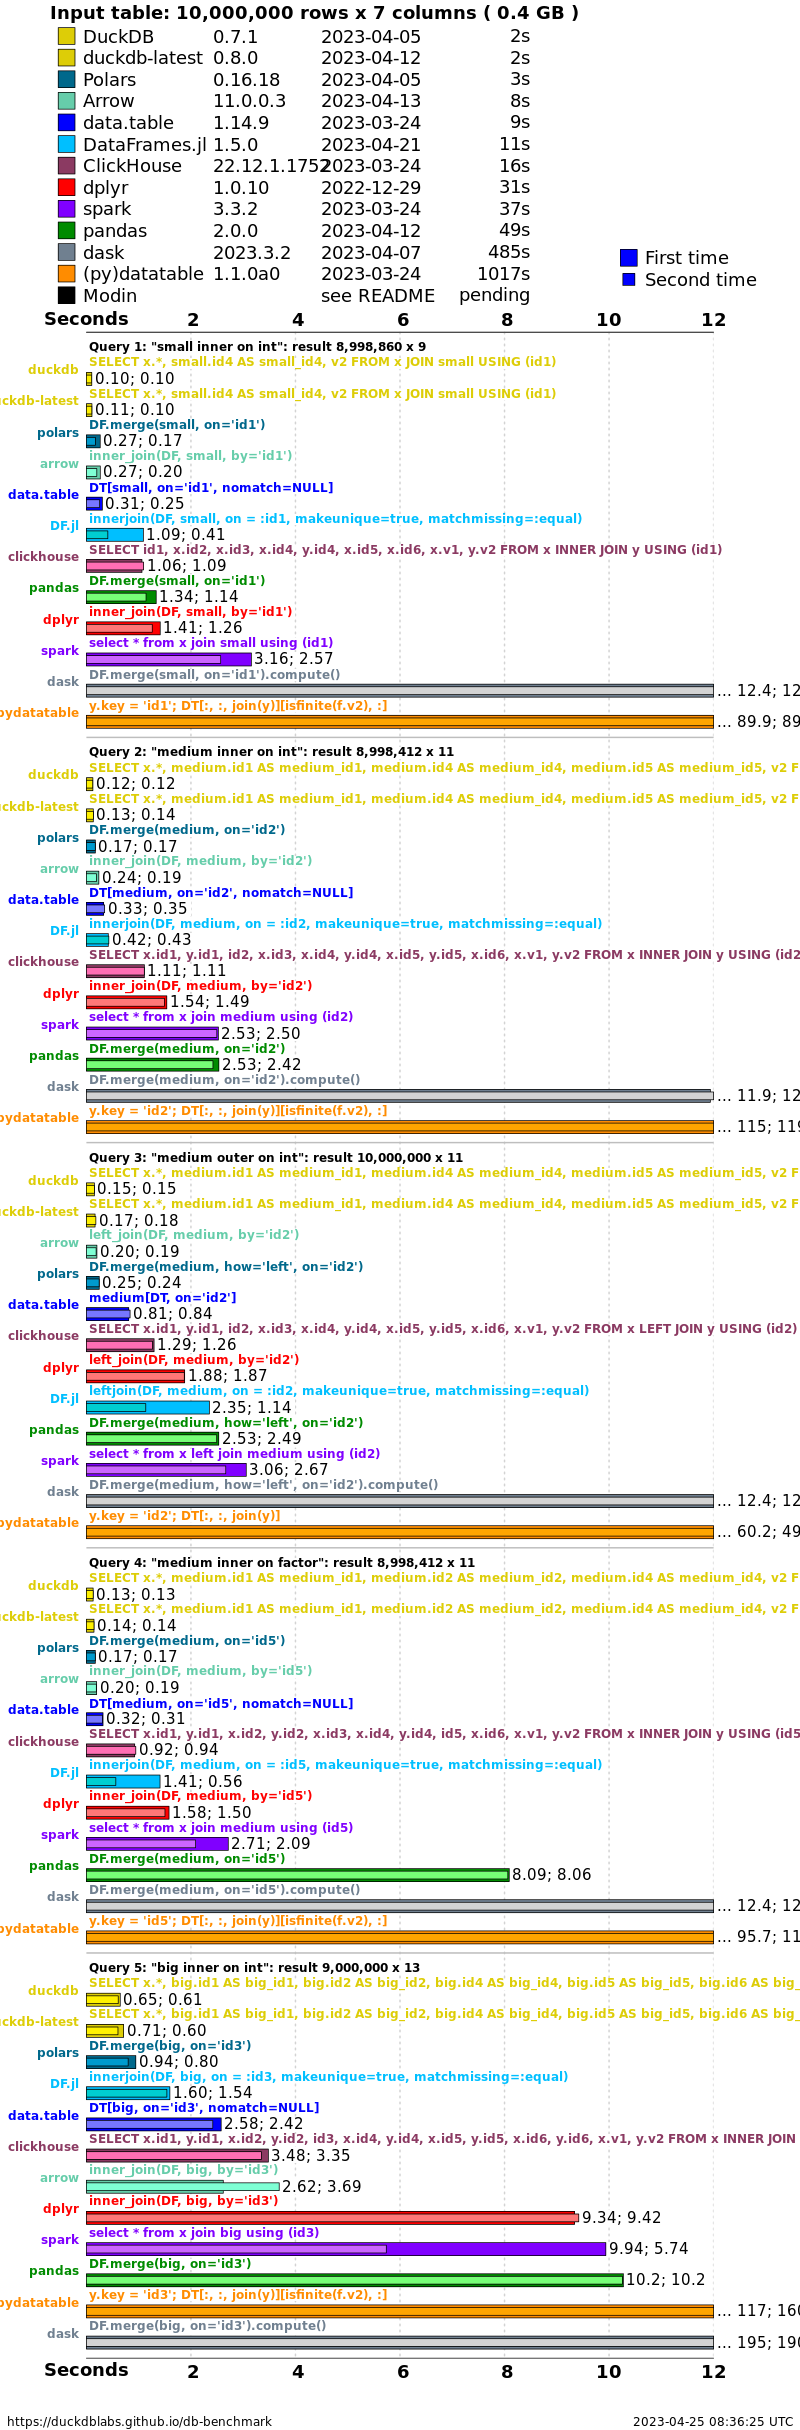 Input table: 10,000,000 rows x 7 columns ( 0.4 GB )
DuckDB 0.7.1 2023-04-05 2s
duckdb-latest 0.8.0 2023-04-12 2s
Polars 0.16.18 2023-04-05 3s
Arrow 11.0.0.3 2023-04-13 8s
data.table 1.14.9 2023-03-24 9s
DataFrames.jl 1.5.0 2023-04-21 11s
ClickHouse 22.12.1.1752 2023-03-24 16s
dplyr 1.0.10 2022-12-29 31s
spark 3.3.2 2023-03-24 37s
pandas 2.0.0 2023-04-12 49s
dask 2023.3.2 2023-04-07 485s
(py)datatable 1.1.0a0 2023-03-24 1017s
Modin see README pending
First time
Second time
Seconds 2 4 6 8 10 12
Query 1: "small inner on int": result 8,998,860 x 9
SELECT x.*, small.id4 AS small_id4, v2 FROM x JOIN small USING (id1)
duckdb 0.10; 0.10
SELECT x.*, small.id4 AS small_id4, v2 FROM x JOIN small USING (id1)
uckdb-latest 0.11; 0.10
DF.merge(small, on='id1')
polars 0.27; 0.17
inner_join(DF, small, by='id1')
arrow 0.27; 0.20
DT[small, on='id1', nomatch=NULL]
data.table 0.31; 0.25
innerjoin(DF, small, on = :id1, makeunique=true, matchmissing=:equal)
DF.jl 1.09; 0.41
SELECT id1, x.id2, x.id3, x.id4, y.id4, x.id5, x.id6, x.v1, y.v2 FROM x INNER JOIN y USING (id1)
clickhouse 1.06; 1.09
DF.merge(small, on='id1')
pandas 1.34; 1.14
inner_join(DF, small, by='id1')
dplyr 1.41; 1.26
select * from x join small using (id1)
spark 3.16; 2.57
DF.merge(small, on='id1').compute()
dask ... 12.4; 12
y.key = 'id1'; DT[:, :, join(y)][isfinite(f.v2), :]
pydatatable ... 89.9; 89
Query 2: "medium inner on int": result 8,998,412 x 11
SELECT x.*, medium.id1 AS medium_id1, medium.id4 AS medium_id4, medium.id5 AS medium_id5, v2 F
duckdb 0.12; 0.12
SELECT x.*, medium.id1 AS medium_id1, medium.id4 AS medium_id4, medium.id5 AS medium_id5, v2 F
uckdb-latest 0.13; 0.14
DF.merge(medium, on='id2')
polars 0.17; 0.17
inner_join(DF, medium, by='id2')
arrow 0.24; 0.19
DT[medium, on='id2', nomatch=NULL]
data.table 0.33; 0.35
innerjoin(DF, medium, on = :id2, makeunique=true, matchmissing=:equal)
DF.jl 0.42; 0.43
SELECT x.id1, y.id1, id2, x.id3, x.id4, y.id4, x.id5, y.id5, x.id6, x.v1, y.v2 FROM x INNER JOIN y USING (id2
clickhouse 1.11; 1.11
inner_join(DF, medium, by='id2')
dplyr 1.54; 1.49
select * from x join medium using (id2)
spark 2.53; 2.50
DF.merge(medium, on='id2')
pandas 2.53; 2.42
DF.merge(medium, on='id2').compute()
dask ... 11.9; 12
y.key = 'id2'; DT[:, :, join(y)][isfinite(f.v2), :]
pydatatable ... 115; 119
Query 3: "medium outer on int": result 10,000,000 x 11
SELECT x.*, medium.id1 AS medium_id1, medium.id4 AS medium_id4, medium.id5 AS medium_id5, v2 F
duckdb 0.15; 0.15
SELECT x.*, medium.id1 AS medium_id1, medium.id4 AS medium_id4, medium.id5 AS medium_id5, v2 F
uckdb-latest 0.17; 0.18
left_join(DF, medium, by='id2')
arrow 0.20; 0.19
DF.merge(medium, how='left', on='id2')
polars 0.25; 0.24
medium[DT, on='id2']
data.table 0.81; 0.84
SELECT x.id1, y.id1, id2, x.id3, x.id4, y.id4, x.id5, y.id5, x.id6, x.v1, y.v2 FROM x LEFT JOIN y USING (id2)
clickhouse 1.29; 1.26
left_join(DF, medium, by='id2')
dplyr 1.88; 1.87
leftjoin(DF, medium, on = :id2, makeunique=true, matchmissing=:equal)
DF.jl 2.35; 1.14
DF.merge(medium, how='left', on='id2')
pandas 2.53; 2.49
select * from x left join medium using (id2)
spark 3.06; 2.67
DF.merge(medium, how='left', on='id2').compute()
dask ... 12.4; 12
y.key = 'id2'; DT[:, :, join(y)]
pydatatable ... 60.2; 49
Query 4: "medium inner on factor": result 8,998,412 x 11
SELECT x.*, medium.id1 AS medium_id1, medium.id2 AS medium_id2, medium.id4 AS medium_id4, v2 F
duckdb 0.13; 0.13
SELECT x.*, medium.id1 AS medium_id1, medium.id2 AS medium_id2, medium.id4 AS medium_id4, v2 F
uckdb-latest 0.14; 0.14
DF.merge(medium, on='id5')
polars 0.17; 0.17
inner_join(DF, medium, by='id5')
arrow 0.20; 0.19
DT[medium, on='id5', nomatch=NULL]
data.table 0.32; 0.31
SELECT x.id1, y.id1, x.id2, y.id2, x.id3, x.id4, y.id4, id5, x.id6, x.v1, y.v2 FROM x INNER JOIN y USING (id5
clickhouse 0.92; 0.94
innerjoin(DF, medium, on = :id5, makeunique=true, matchmissing=:equal)
DF.jl 1.41; 0.56
inner_join(DF, medium, by='id5')
dplyr 1.58; 1.50
select * from x join medium using (id5)
spark 2.71; 2.09
DF.merge(medium, on='id5')
pandas 8.09; 8.06
DF.merge(medium, on='id5').compute()
dask ... 12.4; 12
y.key = 'id5'; DT[:, :, join(y)][isfinite(f.v2), :]
pydatatable ... 95.7; 11
Query 5: "big inner on int": result 9,000,000 x 13
SELECT x.*, big.id1 AS big_id1, big.id2 AS big_id2, big.id4 AS big_id4, big.id5 AS big_id5, big.id6 AS big_
duckdb 0.65; 0.61
SELECT x.*, big.id1 AS big_id1, big.id2 AS big_id2, big.id4 AS big_id4, big.id5 AS big_id5, big.id6 AS big_
uckdb-latest 0.71; 0.60
DF.merge(big, on='id3')
polars 0.94; 0.80
innerjoin(DF, big, on = :id3, makeunique=true, matchmissing=:equal)
DF.jl 1.60; 1.54
DT[big, on='id3', nomatch=NULL]
data.table 2.58; 2.42
SELECT x.id1, y.id1, x.id2, y.id2, id3, x.id4, y.id4, x.id5, y.id5, x.id6, y.id6, x.v1, y.v2 FROM x INNER JOIN
clickhouse 3.48; 3.35
inner_join(DF, big, by='id3')
arrow 2.62; 3.69
inner_join(DF, big, by='id3')
dplyr 9.34; 9.42
select * from x join big using (id3)
spark 9.94; 5.74
DF.merge(big, on='id3')
pandas 10.2; 10.2
y.key = 'id3'; DT[:, :, join(y)][isfinite(f.v2), :]
pydatatable ... 117; 160
DF.merge(big, on='id3').compute()
dask ... 195; 190
Seconds 2 4 6 8 10 12
https://duckdblabs.github.io/db-benchmark 2023-04-25 08:36:25 UTC